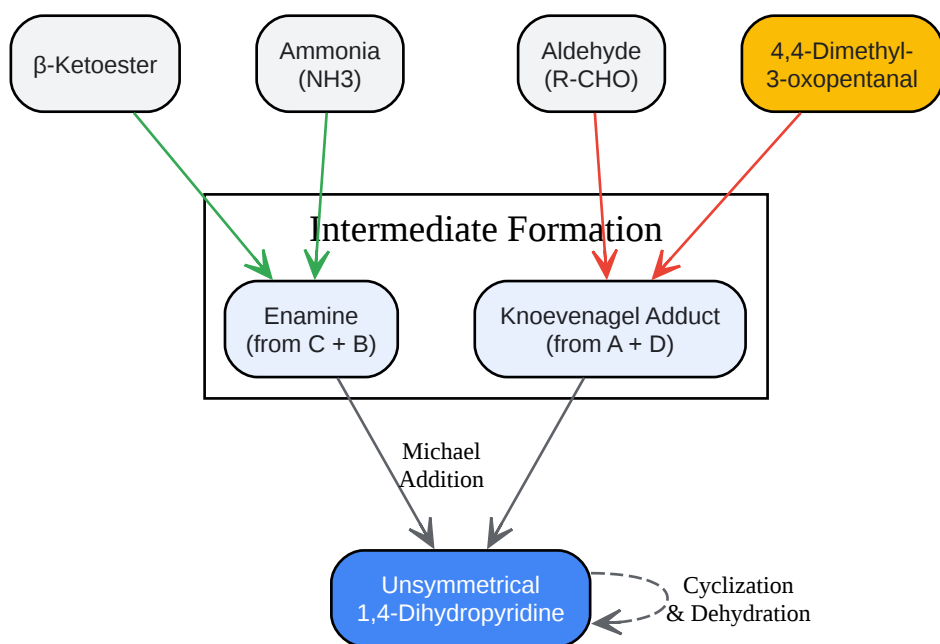 β-Ketoester
Ammonia
(NH3)
Aldehyde
(R-CHO)
4,4-Dimethyl-
3-oxopentanal
Intermediate Formation
Enamine
(from C + B)
Knoevenagel Adduct
(from A + D)
Michael
Addition
Unsymmetrical
1,4-Dihydropyridine
Cyclization
& Dehydration